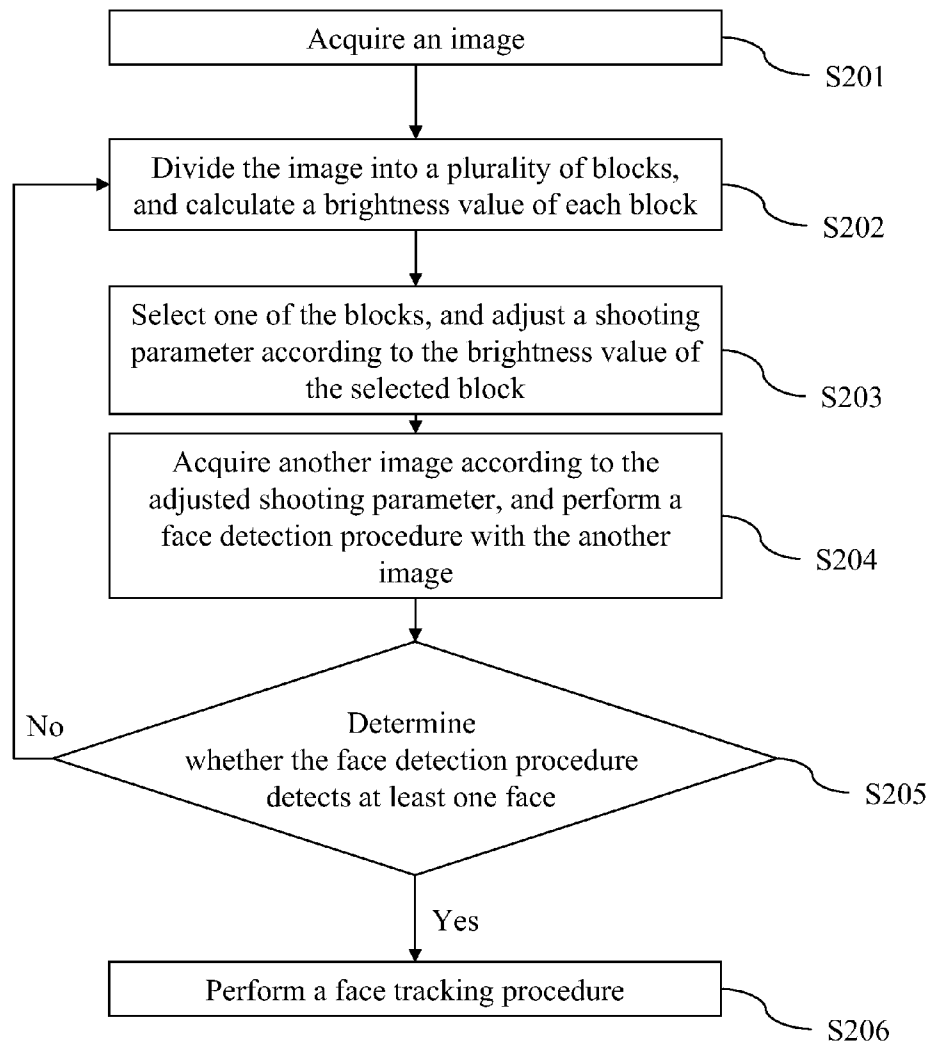 Acquire an image
S201
Divide the image into a plurality of blocks,
and calculate a brightness value of each block
S202
Select one of the blocks, and adjust a shooting
parameter according to the brightness value of
the selected block
S203
Acquire another image according to the
adjusted shooting parameter, and perform a
face detection procedure with the another
image
S204
No
Determine
whether the face detection procedure
detects at least one face
S205
Yes
Perform a face tracking procedure
S206